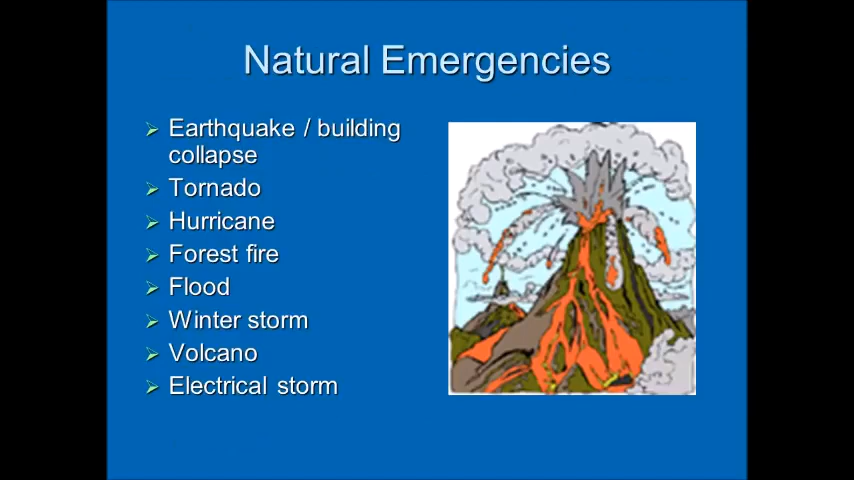 Natural Emergencies
Earthquake / building
collapse
Tornado
Hurricane
Forest fire
Flood
Winter storm
Volcano
Electrical storm